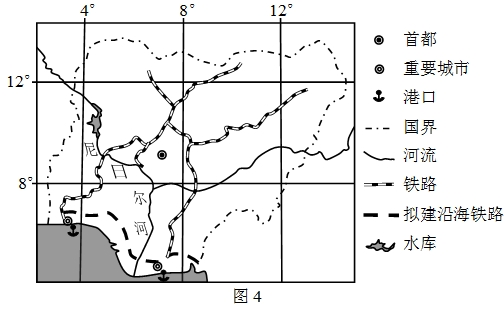 4° 8° 12°
12°
8°
尼
日
尔
河
首都
重要城市
港口
国界
河流
铁路
拟建沿海铁路
水库
图 4